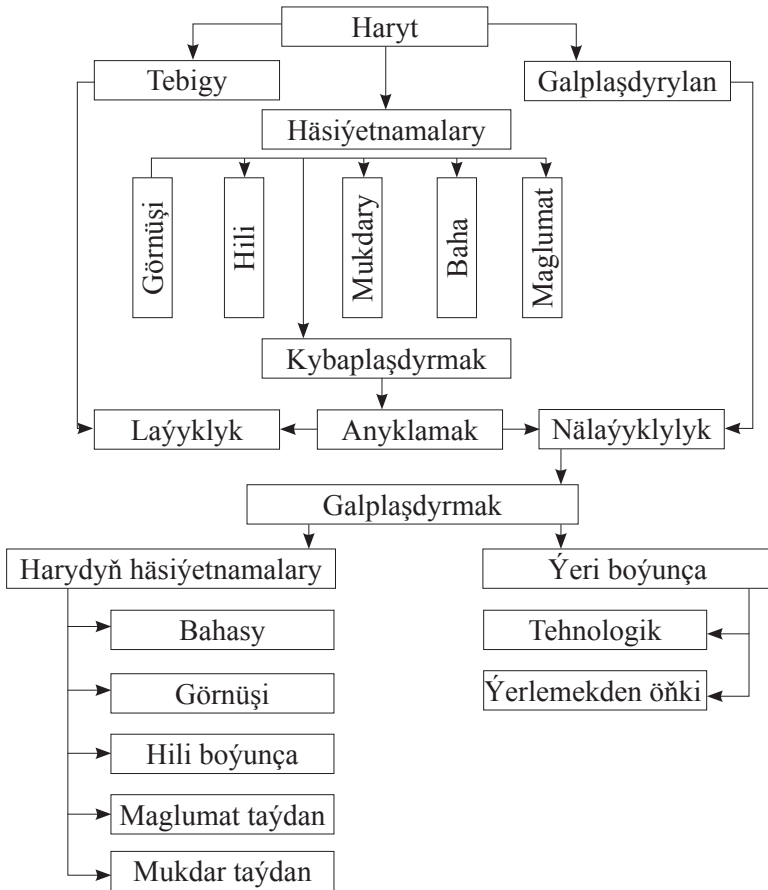 Haryt
Tebigy
Galplaşdyrylan
Häsiýetnamalary
Görnüşi
Hili
Mukdary
Baha
Maglumat
Kybaplaşdyrmak
Laýyklyk
Anyklamak
Nälaýyklylyk
Galplaşdyrmak
Harydyň häsiýetnamalary
Ýeri boýunça
Bahasy
Tehnologik
Görnüşi
Ýerlemekden öňki
Hili boýunça
Maglumat taýdan
Mukdar taýdan